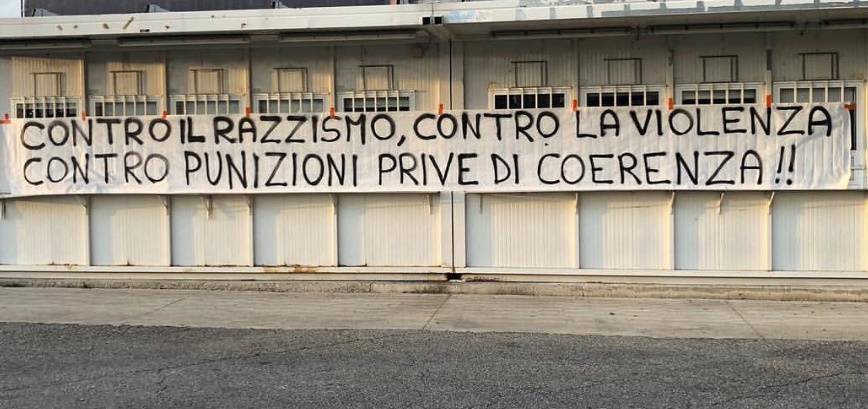 CONTRO IL RAZZISMO, CONTRO LA VIOLENZA
CONTRO PUNIZIONI PRIVE DI COERENZA!!